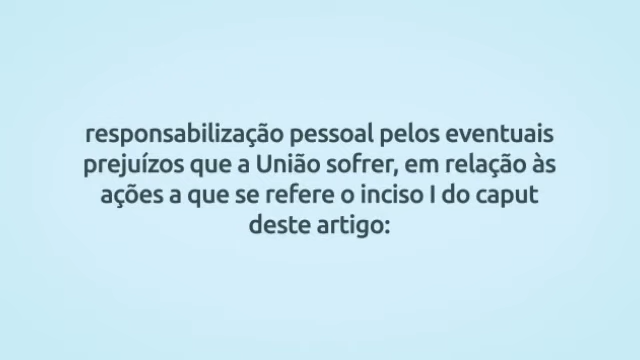 responsabilização pessoal pelos eventuais
prejuízos que a União sofrer, em relação às
ações a que se refere o inciso I do caput
deste artigo: